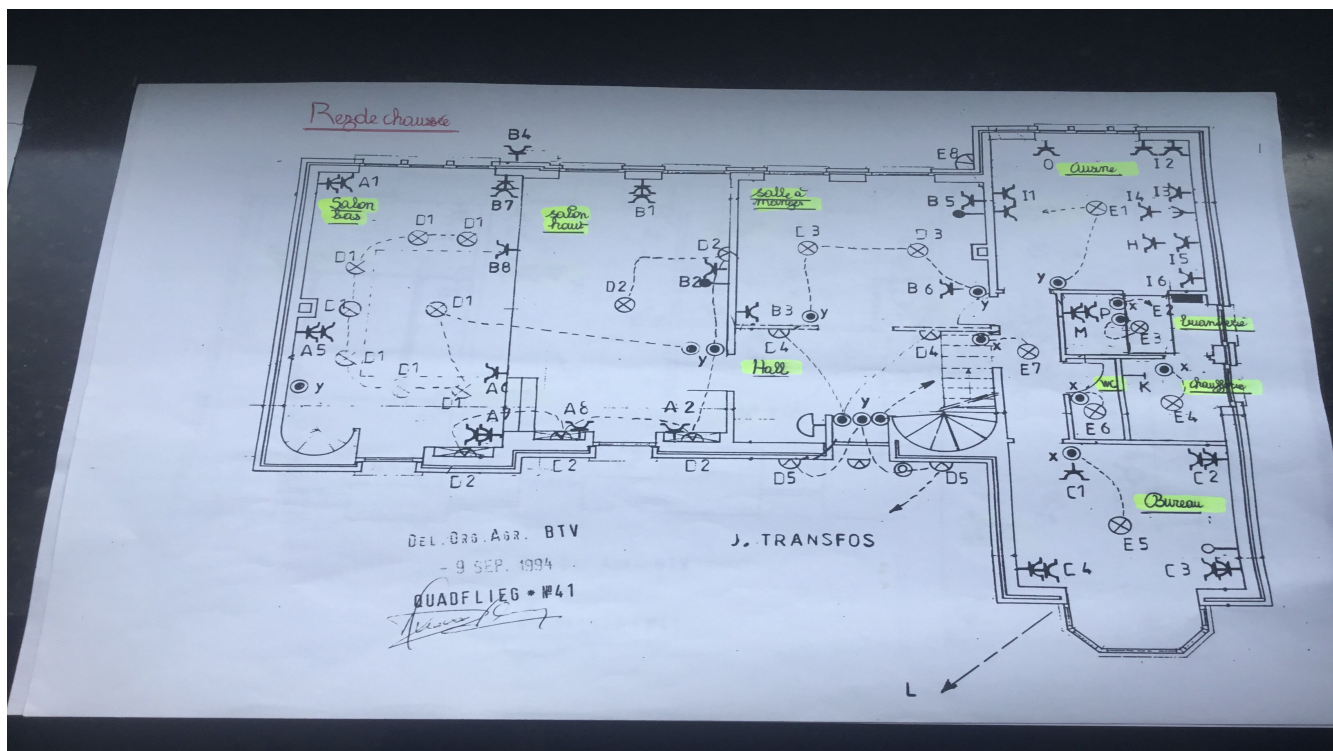 Rez de chaussée
B4
E8
O
Cuisine
I2
A1
B7
B1
salle à
manger
B5
I1
I4
I3
Salon
bas
salon
haut
E1
D1
D1
D2
D3
D3
H
I5
D1
B8
B2
I6
D1
D1
D2
B3
y
B6
y
y
x
E2
buanderie
P
M
E3
A5
y
D4
D4
x
D1
Hall
E7
y
D1
A6
x
WC
K
x
chaufferie
D1
A7
A8
A2
y
E6
E4
D2
D2
D2
D5
D5
x
C1
C2
Bureau
E5
C4
C3
DEL. ORG. AGR. BTV
- 9 SEP. 1994
QUADFLIEG * N°41
J. TRANSFOS
L